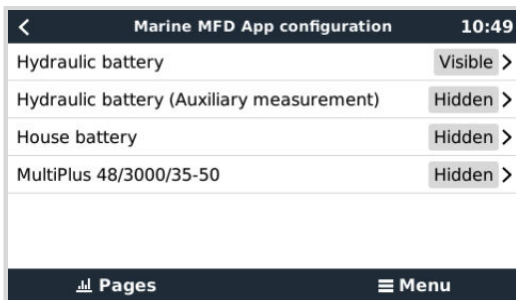 Marine MFD App configuration 10:49
Hydraulic battery Visible
Hydraulic battery (Auxiliary measurement) Hidden
House battery Hidden
MultiPlus 48/3000/35-50 Hidden
Pages Menu